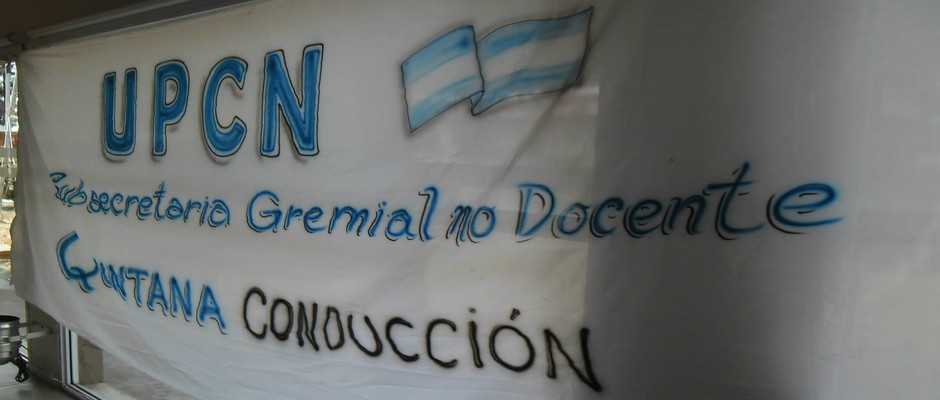 UPCN
Subsecretaria Gremial no Docente
QUINTANA CONDUCCIÓN